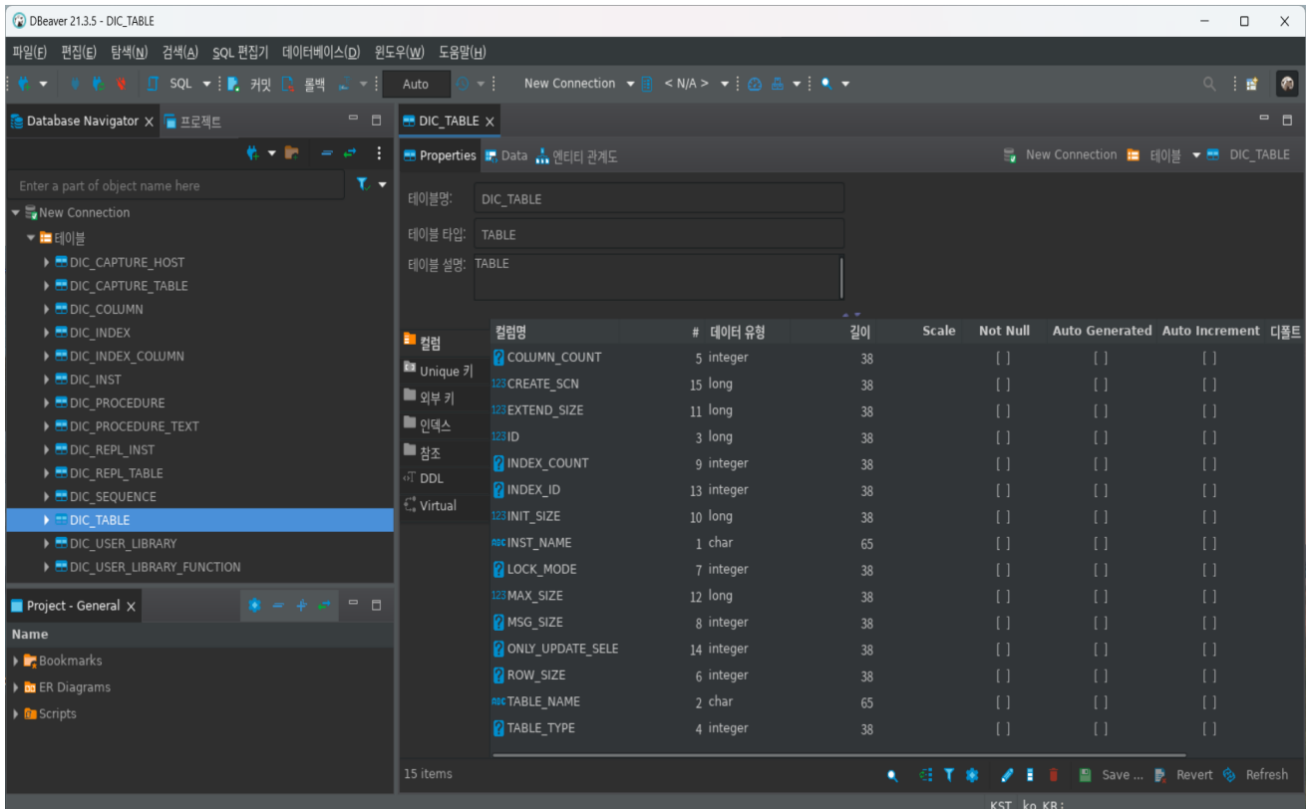 DBeaver 21.3.5 - DIC_TABLE
파일(F) 편집(E) 탐색(N) 검색(A) SQL 편집기 데이터베이스(D) 윈도우(W) 도움말(H)
SQL 커밋 롤백 Auto New Connection < N/A >
Database Navigator 프로젝트
Enter a part of object name here
New Connection
테이블
DIC_CAPTURE_HOST
DIC_CAPTURE_TABLE
DIC_COLUMN
DIC_INDEX
DIC_INDEX_COLUMN
DIC_INST
DIC_PROCEDURE
DIC_PROCEDURE_TEXT
DIC_REPL_INST
DIC_REPL_TABLE
DIC_SEQUENCE
DIC_TABLE
DIC_USER_LIBRARY
DIC_USER_LIBRARY_FUNCTION
Project - General
Name
Bookmarks
ER Diagrams
Scripts
DIC_TABLE
Properties Data 엔티티 관계도 New Connection 테이블 DIC_TABLE
테이블명: DIC_TABLE
테이블 타입: TABLE
테이블 설명: TABLE
컬럼
Unique 키
외부 키
인덱스
참조
DDL
Virtual
컬럼명 # 데이터 유형 길이 Scale Not Null Auto Generated Auto Increment 디폴트
COLUMN_COUNT 5 integer 38 [ ] [ ] [ ]
123 CREATE_SCN 15 long 38 [ ] [ ] [ ]
123 EXTEND_SIZE 11 long 38 [ ] [ ] [ ]
123 ID 3 long 38 [ ] [ ] [ ]
INDEX_COUNT 9 integer 38 [ ] [ ] [ ]
INDEX_ID 13 integer 38 [ ] [ ] [ ]
123 INIT_SIZE 10 long 38 [ ] [ ] [ ]
ABC INST_NAME 1 char 65 [ ] [ ] [ ]
LOCK_MODE 7 integer 38 [ ] [ ] [ ]
123 MAX_SIZE 12 long 38 [ ] [ ] [ ]
MSG_SIZE 8 integer 38 [ ] [ ] [ ]
ONLY_UPDATE_SELE 14 integer 38 [ ] [ ] [ ]
ROW_SIZE 6 integer 38 [ ] [ ] [ ]
ABC TABLE_NAME 2 char 65 [ ] [ ] [ ]
TABLE_TYPE 4 integer 38 [ ] [ ] [ ]
15 items Save ... Revert Refresh
KST ko_KR